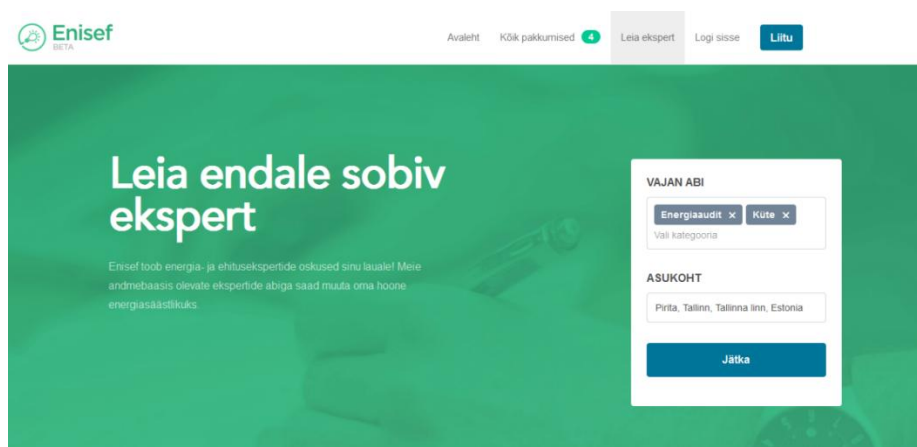 Enisef
BETA
Avaleht Kõik pakkumised 4 Leia ekspert Logi sisse Liitu
Leia endale sobiv
ekspert
Enisef toob energia- ja ehitusekspertide oskused sinu lauale! Meie
andmebaasis olevate ekspertide abiga saad muuta oma hoone
energiasäästlikuks.
VAJAN ABI
Energiaaudit × Küte ×
Vali kategooria
ASUKOHT
Pirita, Tallinn, Tallinna linn, Estonia
Jätka